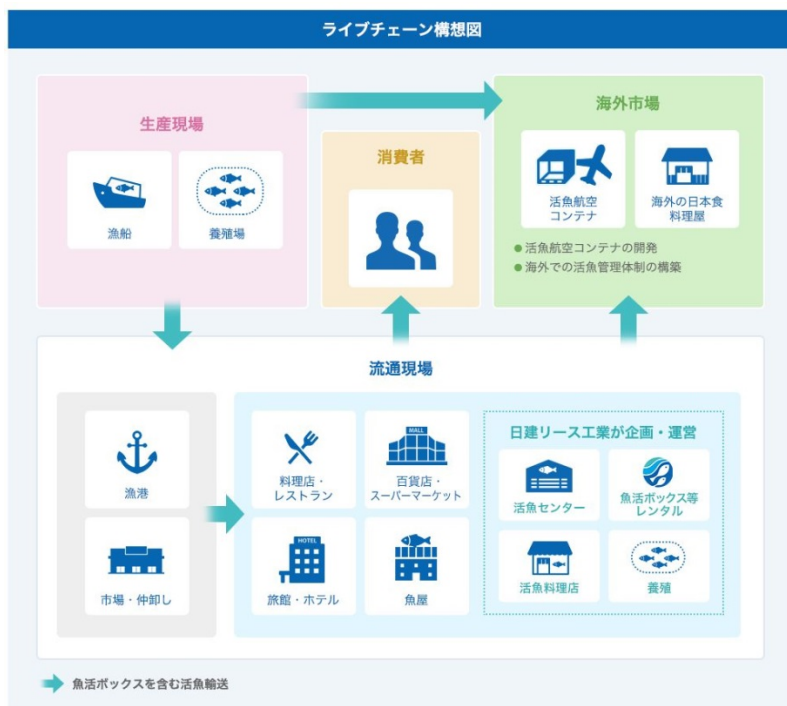 ライブチェーン構想図
生産現場
漁船
養殖場
消費者
海外市場
活魚航空
コンテナ
海外の日本食
料理屋
● 活魚航空コンテナの開発
● 海外での活魚管理体制の構築
流通現場
漁港
市場・仲卸し
料理店・
レストラン
MALL
百貨店・
スーパーマーケット
HOTEL
旅館・ホテル
魚屋
日建リース工業が企画・運営
活魚センター
魚活ボックス等
レンタル
活魚料理店
養殖
魚活ボックスを含む活魚輸送